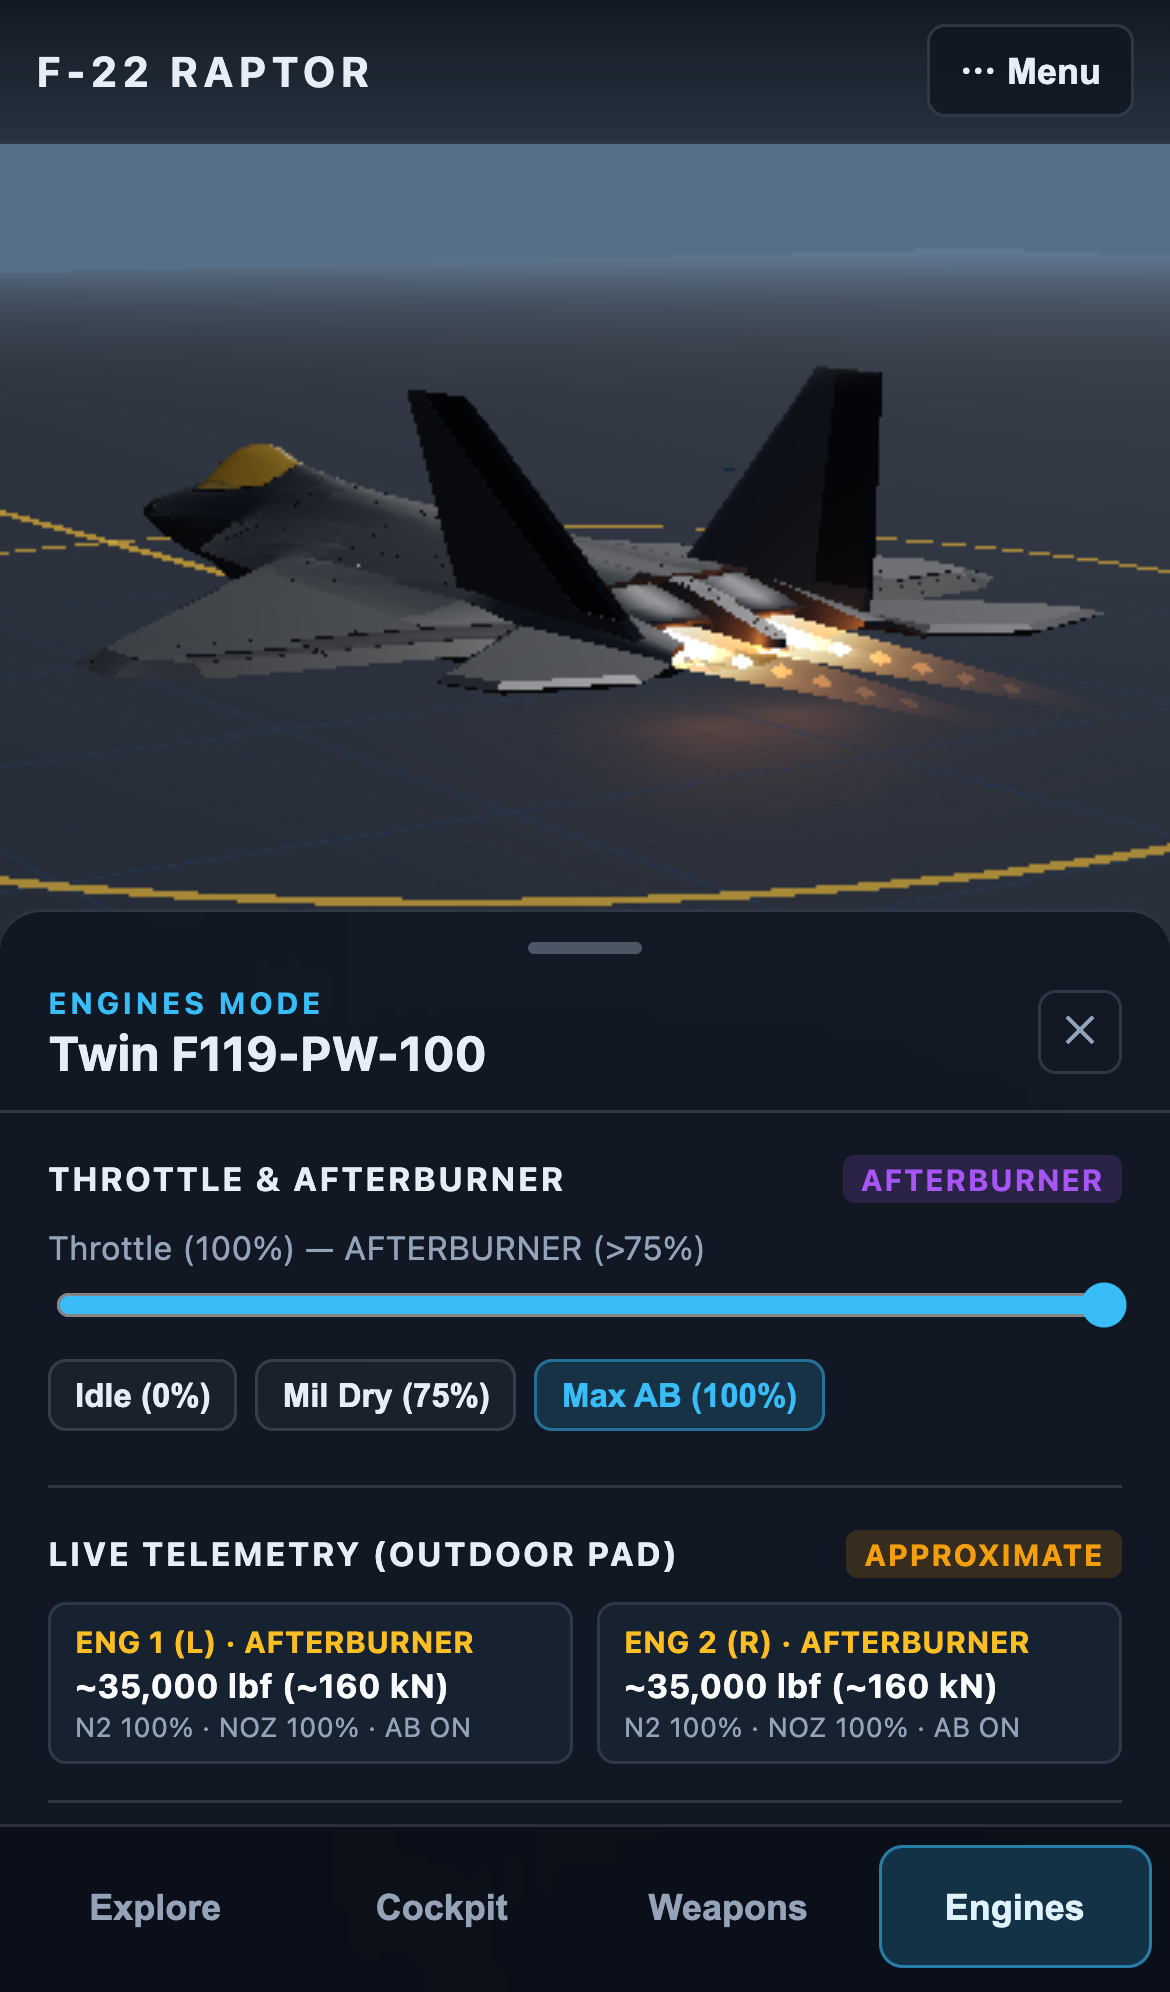 F-22 RAPTOR
··· Menu
ENGINES MODE
Twin F119-PW-100
THROTTLE & AFTERBURNER
AFTERBURNER
Throttle (100%) — AFTERBURNER (>75%)
Idle (0%)
Mil Dry (75%)
Max AB (100%)
LIVE TELEMETRY (OUTDOOR PAD)
APPROXIMATE
ENG 1 (L) · AFTERBURNER
~35,000 lbf (~160 kN)
N2 100% · NOZ 100% · AB ON
ENG 2 (R) · AFTERBURNER
~35,000 lbf (~160 kN)
N2 100% · NOZ 100% · AB ON
Explore
Cockpit
Weapons
Engines